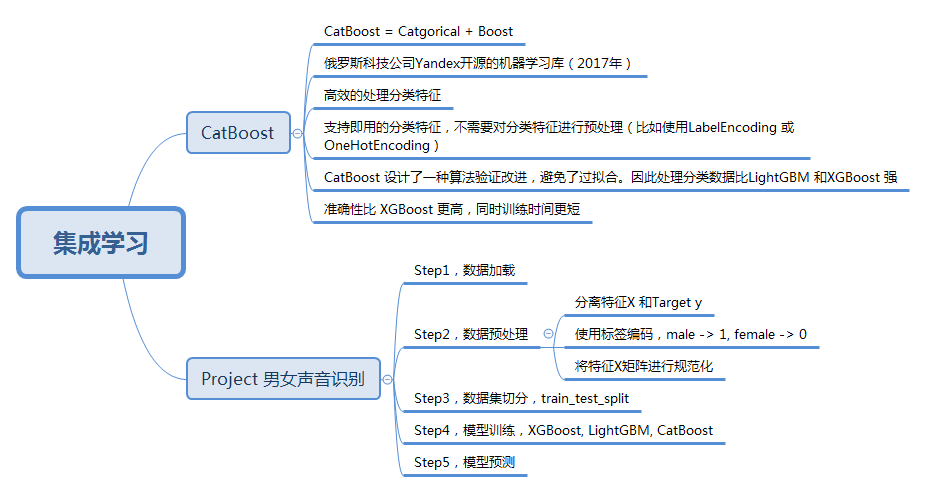 CatBoost = Catgorical + Boost
俄罗斯科技公司Yandex开源的机器学习库（2017年）
高效的处理分类特征
支持即用的分类特征，不需要对分类特征进行预处理（比如使用LabelEncoding 或
OneHotEncoding）
CatBoost 设计了一种算法验证改进，避免了过拟合。因此处理分类数据比LightGBM 和XGBoost 强
准确性比 XGBoost 更高，同时训练时间更短
CatBoost
集成学习
Project 男女声音识别
Step1，数据加载
Step2，数据预处理
分离特征X 和Target y
使用标签编码，male -> 1, female -> 0
将特征X矩阵进行规范化
Step3，数据集切分，train_test_split
Step4，模型训练，XGBoost, LightGBM, CatBoost
Step5，模型预测